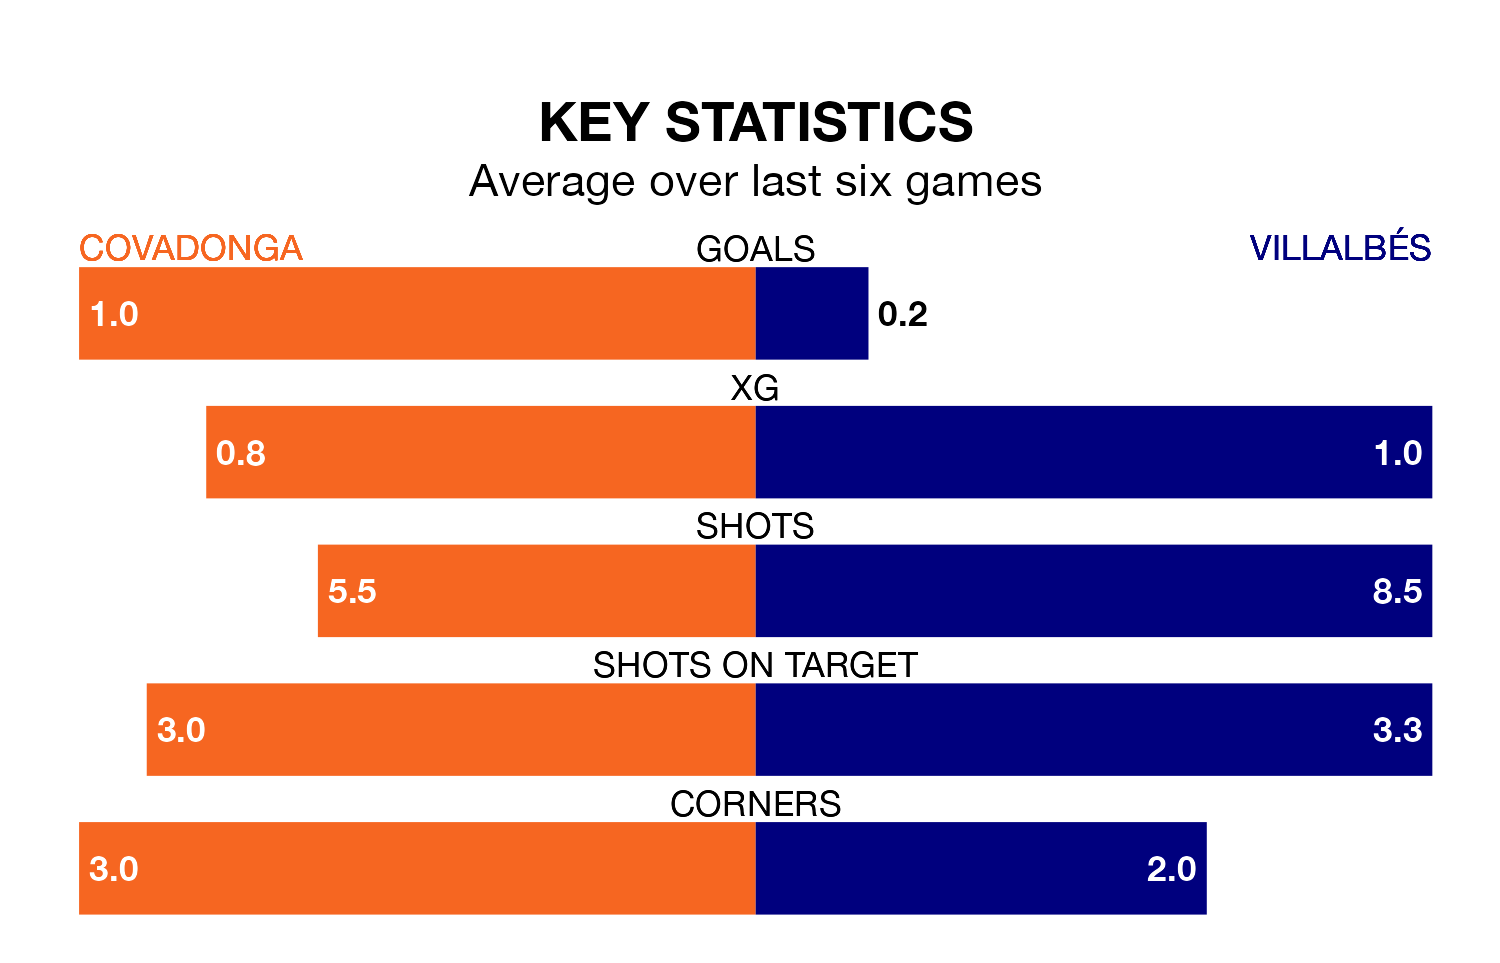 KEY STATISTICS
Average over last six games
COVADONGA GOALS VILLALBÉS
1.0 0.2
XG
0.8 1.0
SHOTS
5.5 8.5
SHOTS ON TARGET
3.0 3.3
CORNERS
3.0 2.0